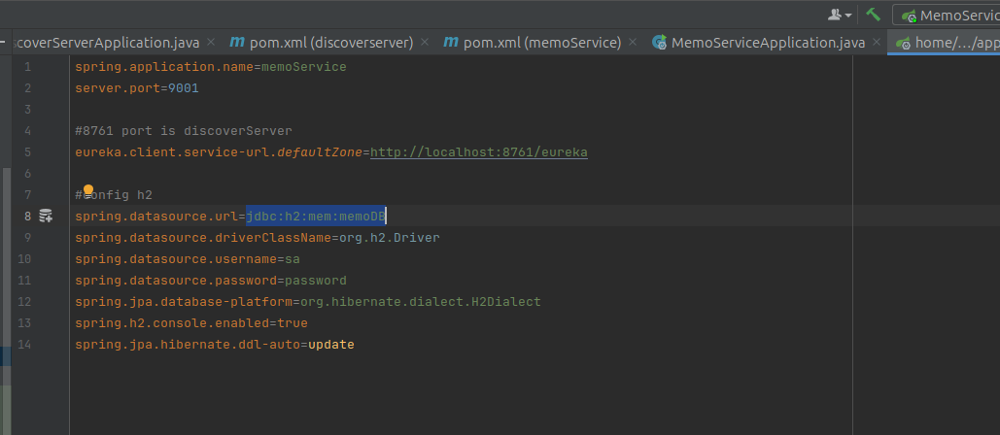 MemoServic
coverServerApplication.java
m pom.xml (discoverserver)
m pom.xml (memoService)
MemoServiceApplication.java
home/.../app
1 spring.application.name=memoService
2 server.port=9001
3
4 #8761 port is discoverServer
5 eureka.client.service-url.defaultZone=http://localhost:8761/eureka
6
7 #config h2
8 spring.datasource.url=jdbc:h2:mem:memoDB
9 spring.datasource.driverClassName=org.h2.Driver
10 spring.datasource.username=sa
11 spring.datasource.password=password
12 spring.jpa.database-platform=org.hibernate.dialect.H2Dialect
13 spring.h2.console.enabled=true
14 spring.jpa.hibernate.ddl-auto=update